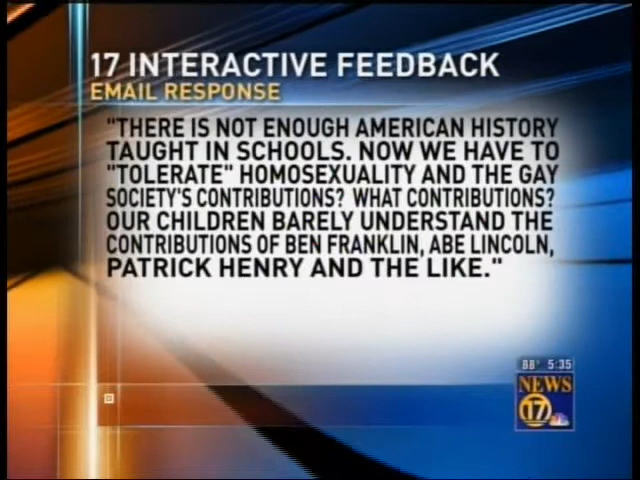 17 INTERACTIVE FEEDBACK
EMAIL RESPONSE
"THERE IS NOT ENOUGH AMERICAN HISTORY
TAUGHT IN SCHOOLS. NOW WE HAVE TO
"TOLERATE" HOMOSEXUALITY AND THE GAY
SOCIETY'S CONTRIBUTIONS? WHAT CONTRIBUTIONS?
OUR CHILDREN BARELY UNDERSTAND THE
CONTRIBUTIONS OF BEN FRANKLIN, ABE LINCOLN,
PATRICK HENRY AND THE LIKE."
88° 5:35
NEWS
17